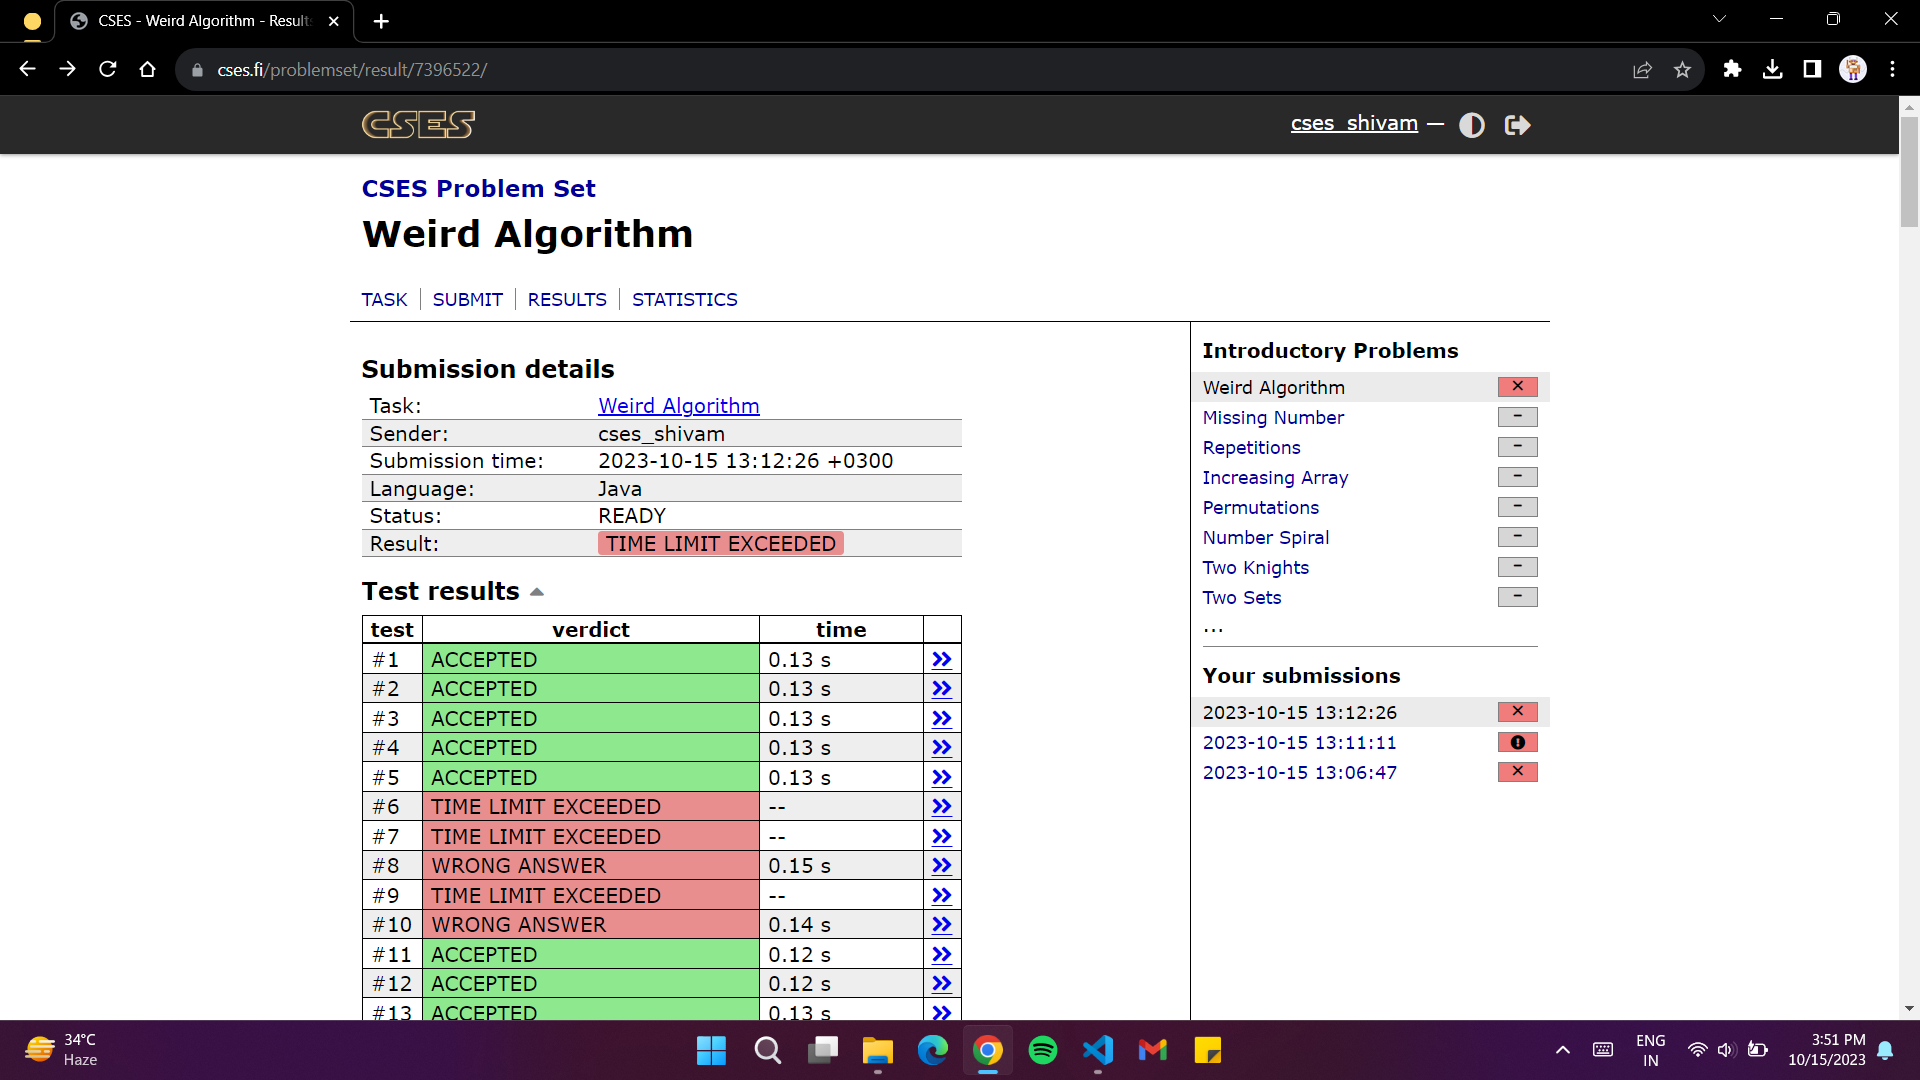 CSES - Weird Algorithm - Results
cses.fi/problemset/result/7396522/
CSES
cses_shivam —
CSES Problem Set
Weird Algorithm
TASK SUBMIT RESULTS STATISTICS
Submission details
Task: Weird Algorithm
Sender: cses_shivam
Submission time: 2023-10-15 13:12:26 +0300
Language: Java
Status: READY
Result: TIME LIMIT EXCEEDED
Test results
test verdict time
#1 ACCEPTED 0.13 s
#2 ACCEPTED 0.13 s
#3 ACCEPTED 0.13 s
#4 ACCEPTED 0.13 s
#5 ACCEPTED 0.13 s
#6 TIME LIMIT EXCEEDED --
#7 TIME LIMIT EXCEEDED --
#8 WRONG ANSWER 0.15 s
#9 TIME LIMIT EXCEEDED --
#10 WRONG ANSWER 0.14 s
#11 ACCEPTED 0.12 s
#12 ACCEPTED 0.12 s
#13 ACCEPTED 0.13 s
Introductory Problems
Weird Algorithm
Missing Number -
Repetitions -
Increasing Array -
Permutations -
Number Spiral -
Two Knights -
Two Sets -
...
Your submissions
2023-10-15 13:12:26
2023-10-15 13:11:11
2023-10-15 13:06:47
34°C
Haze
ENG
IN
3:51 PM
10/15/2023